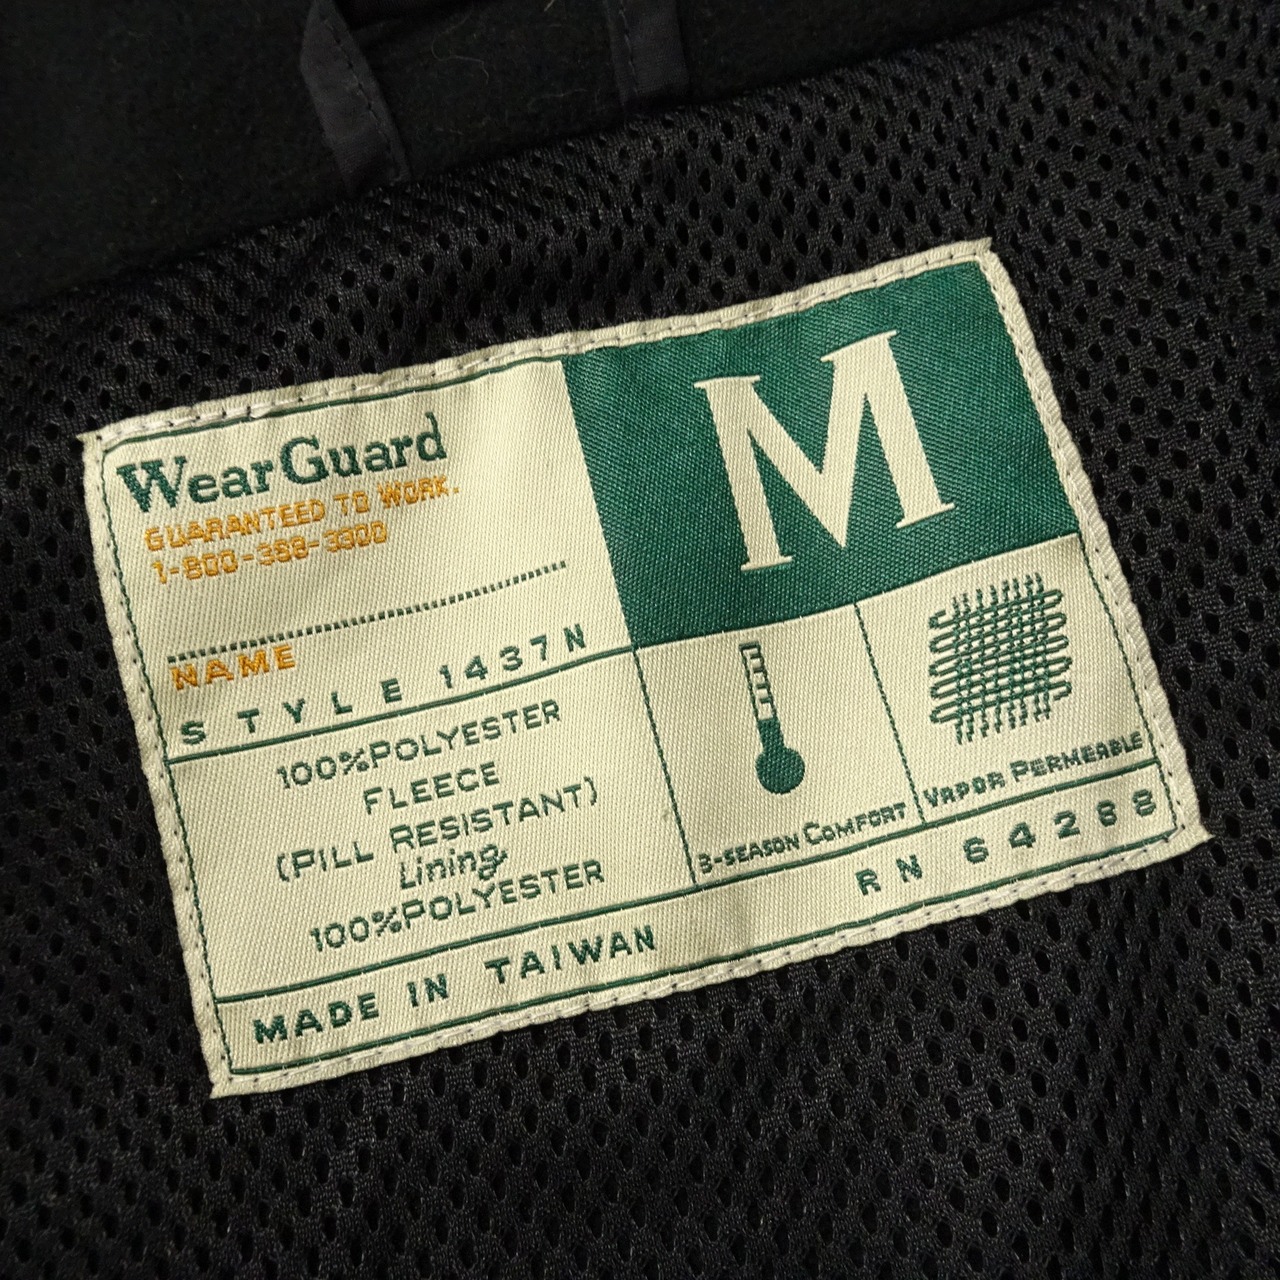 WearGuard
GUARANTEED TO WORK.
1-800-388-3300
NAME
STYLE 1437N
100%POLYESTER
FLEECE
(PILL RESISTANT)
Lining
100%POLYESTER
M
3-SEASON COMFORT
VAPOR PERMEABLE
MADE IN TAIWAN
RN 64288